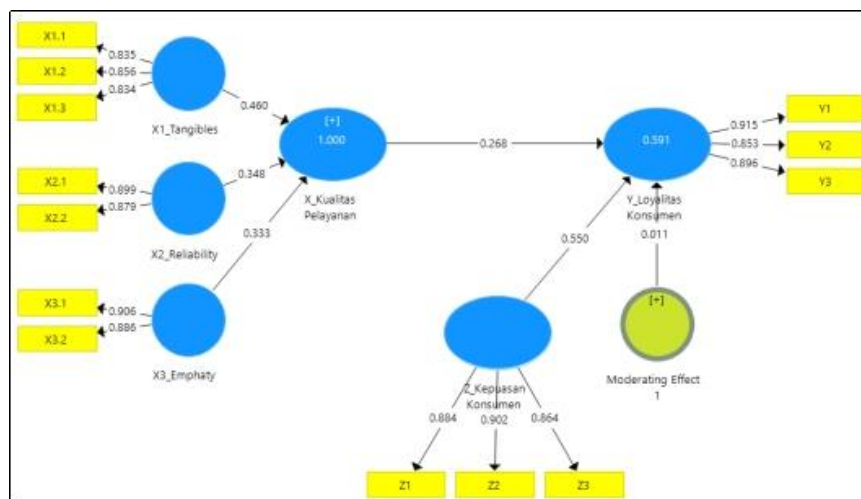 X1.1
0.835
X1.2
0.856
0.834
X1.3
0.460
X1_Tangibles
[+]
1.000
0.268
0.591
0.915
Y1
0.853
Y2
0.896
Y3
X2.1
0.899
0.348
X2.2
0.879
X_Kualitas
Pelayanan
Y_Loyalitas
Konsumen
X2_Reliability
0.333
0.550
0.011
X3.1
0.906
X3.2
0.886
[+]
X3_Emphaty
Z_Kepuasan
Konsumen
Moderating Effect
1
0.884
0.902
0.864
Z1
Z2
Z3